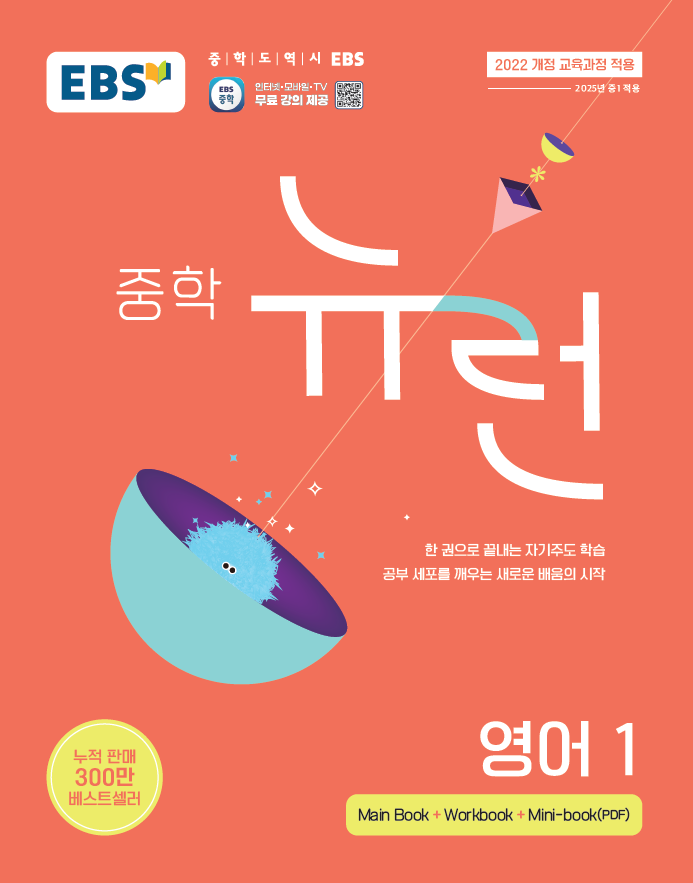 EBS
중|학|도|역|시 EBS
EBS
중학
인터넷·모바일·TV
무료 강의 제공
2022 개정 교육과정 적용
2025년 중1 적용
중학
뉴런
한 권으로 끝내는 자기주도 학습
공부 세포를 깨우는 새로운 배움의 시작
누적 판매
300만
베스트셀러
영어 1
Main Book + Workbook + Mini-book(PDF)